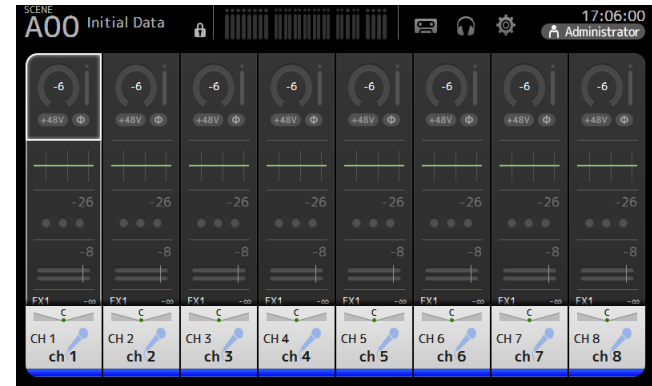 SCENE
A00 Initial Data
17:06:00
Administrator
-6 -6 -6 -6 -6 -6 -6 -6
+48V Φ +48V Φ +48V Φ +48V Φ +48V Φ +48V Φ +48V Φ +48V Φ
-26 -26 -26 -26 -26 -26 -26 -26
-8 -8 -8 -8 -8 -8 -8 -8
FX1 -∞ FX1 -∞ FX1 -∞ FX1 -∞ FX1 -∞ FX1 -∞ FX1 -∞ FX1 -∞
C C C C C C C C
CH 1 CH 2 CH 3 CH 4 CH 5 CH 6 CH 7 CH 8
ch 1 ch 2 ch 3 ch 4 ch 5 ch 6 ch 7 ch 8